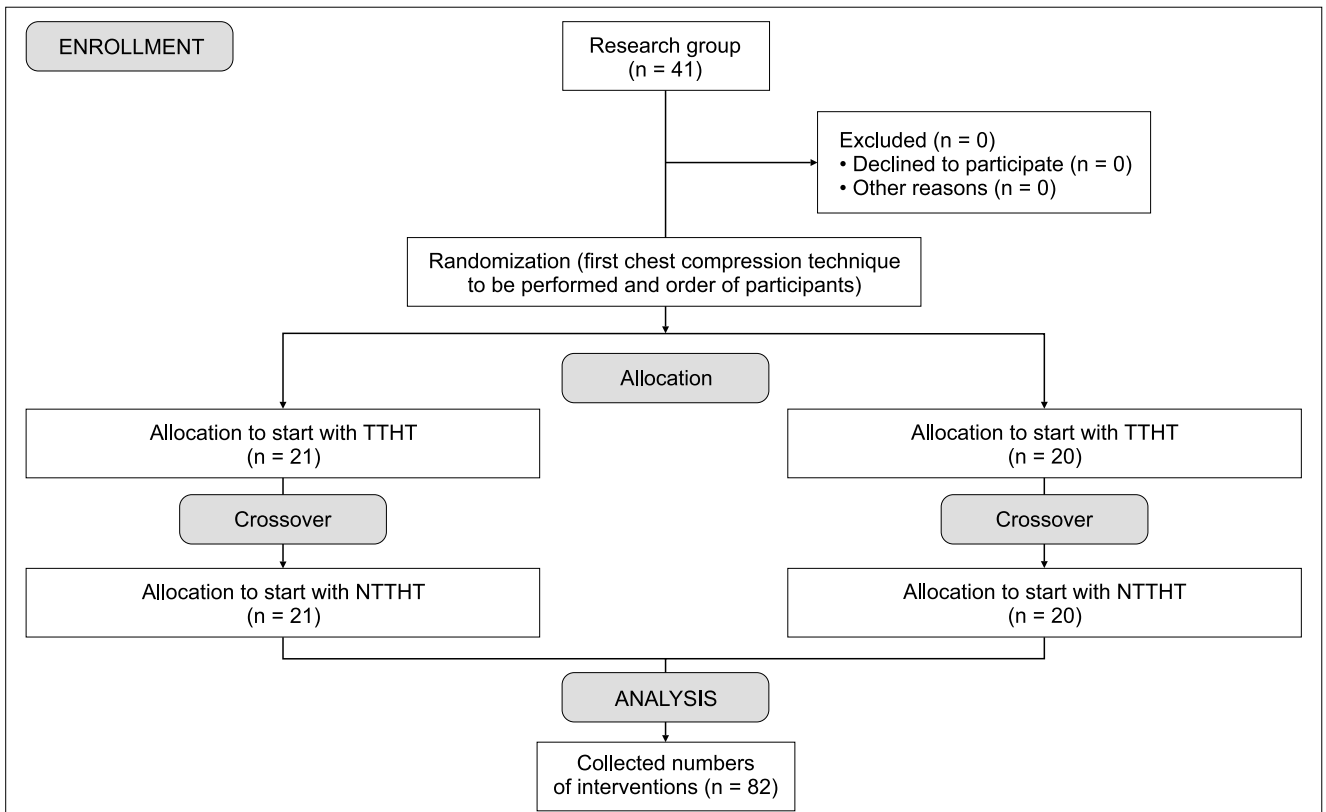 ENROLLMENT
Research group
(n = 41)
Excluded (n = 0)
• Declined to participate (n = 0)
• Other reasons (n = 0)
Randomization (first chest compression technique
to be performed and order of participants)
Allocation
Allocation to start with TTHT
(n = 21)
Allocation to start with TTHT
(n = 20)
Crossover
Crossover
Allocation to start with NTTHT
(n = 21)
Allocation to start with NTTHT
(n = 20)
ANALYSIS
Collected numbers
of interventions (n = 82)